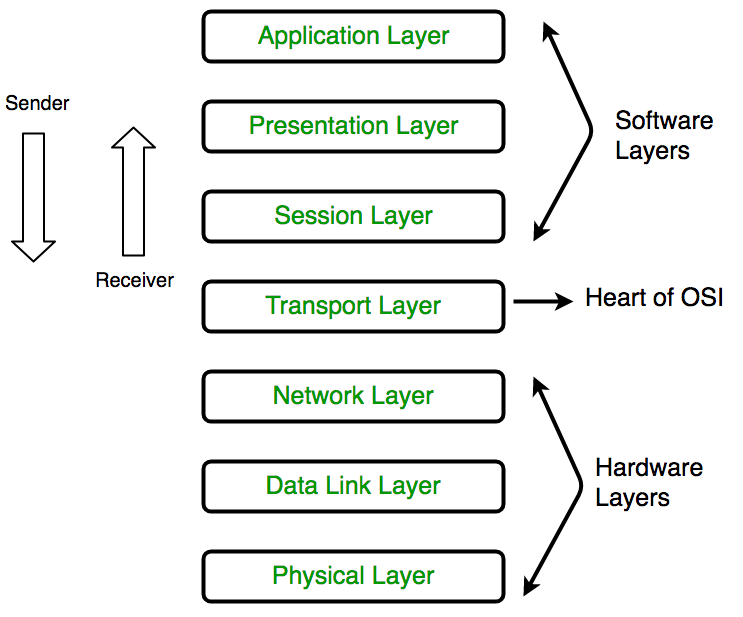 Application Layer
Sender
Presentation Layer
Software
Layers
Session Layer
Receiver
Transport Layer
Heart of OSI
Network Layer
Hardware
Layers
Data Link Layer
Physical Layer